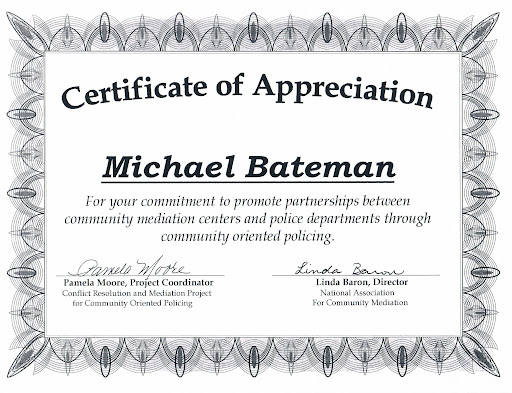 Certificate of Appreciation
Michael Bateman
For your commitment to promote partnerships between
community mediation centers and police departments through
community oriented policing.
Pamela Moore
Linda Baron
Pamela Moore, Project Coordinator
Linda Baron, Director
Conflict Resolution and Mediation Project
National Association
for Community Oriented Policing
For Community Mediation